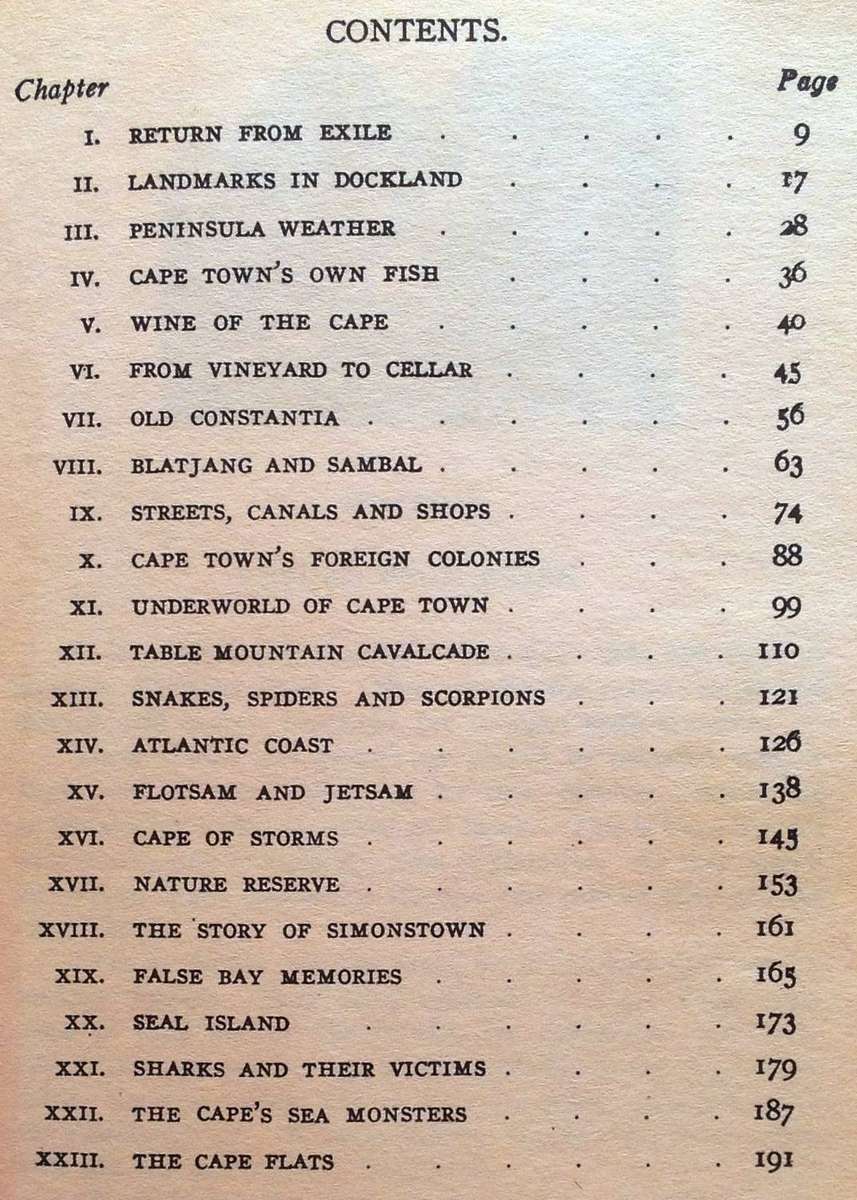 CONTENTS.
Chapter Page
I. RETURN FROM EXILE . . . . . 9
II. LANDMARKS IN DOCKLAND . . . . 17
III. PENINSULA WEATHER . . . . . 28
IV. CAPE TOWN'S OWN FISH . . . . 36
V. WINE OF THE CAPE . . . . . 40
VI. FROM VINEYARD TO CELLAR . . . . 45
VII. OLD CONSTANTIA . . . . . . 56
VIII. BLATJANG AND SAMBAL . . . . . 63
IX. STREETS, CANALS AND SHOPS . . . . 74
X. CAPE TOWN'S FOREIGN COLONIES . . . 88
XI. UNDERWORLD OF CAPE TOWN . . . . 99
XII. TABLE MOUNTAIN CAVALCADE . . . . 110
XIII. SNAKES, SPIDERS AND SCORPIONS . . . 121
XIV. ATLANTIC COAST . . . . . . 126
XV. FLOTSAM AND JETSAM . . . . . 138
XVI. CAPE OF STORMS . . . . . . 145
XVII. NATURE RESERVE . . . . . . 153
XVIII. THE STORY OF SIMONSTOWN . . . . 161
XIX. FALSE BAY MEMORIES . . . . . 165
XX. SEAL ISLAND . . . . . . 173
XXI. SHARKS AND THEIR VICTIMS . . . . 179
XXII. THE CAPE'S SEA MONSTERS . . . . 187
XXIII. THE CAPE FLATS . . . . . . 191